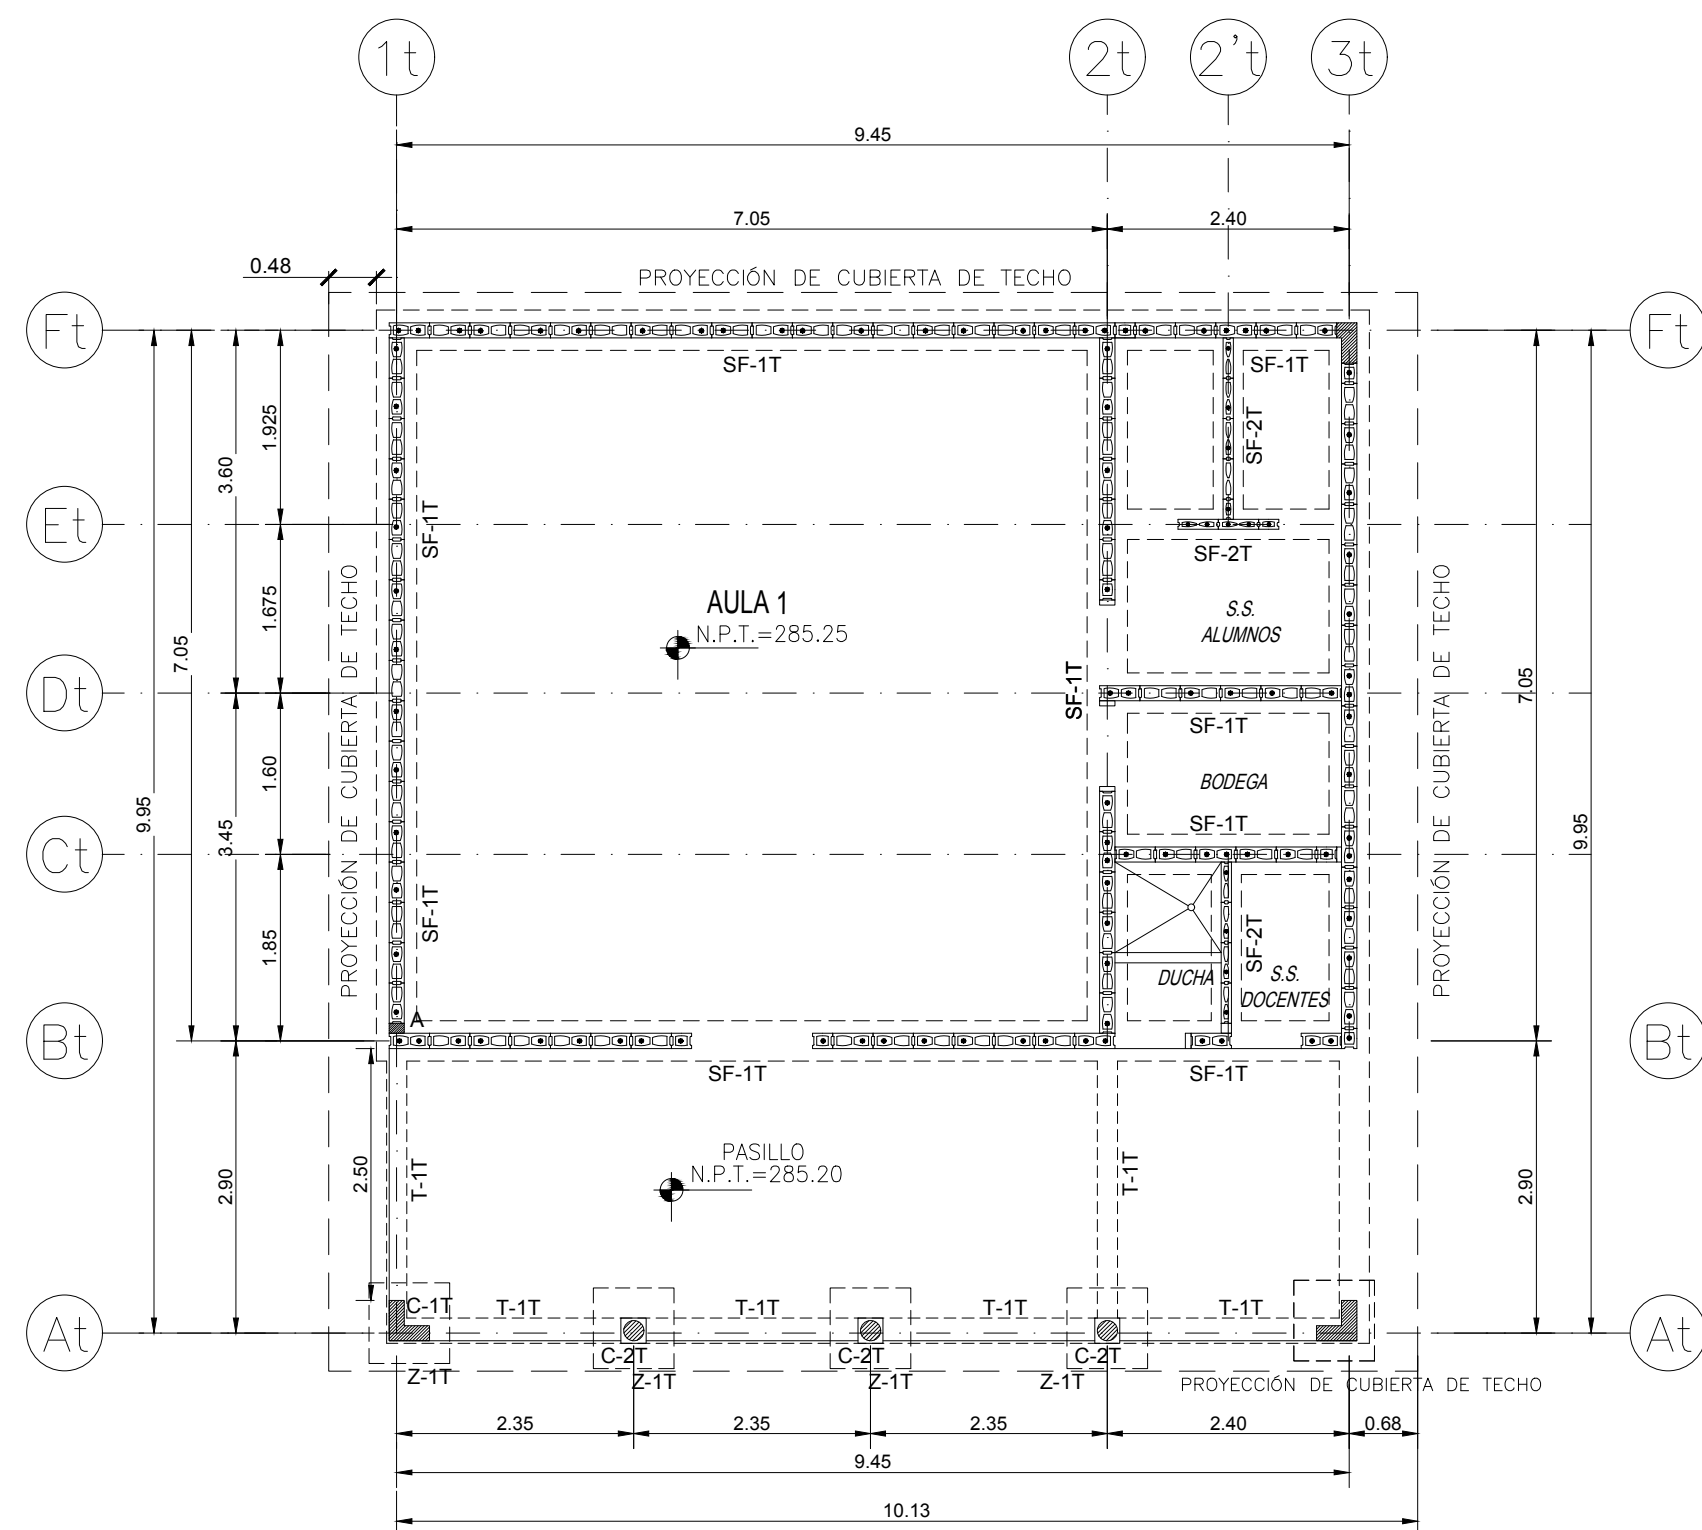 1t
2t
2't
3t
9.45
7.05
2.40
0.48
PROYECCIÓN DE CUBIERTA DE TECHO
Ft
Ft
SF-1T
SF-1T
1.925
SF-2T
3.60
Et
SF-1T
SF-2T
AULA 1
N.P.T.=285.25
S.S.
ALUMNOS
1.675
7.05
7.05
PROYECCIÓN DE CUBIERTA DE TECHO
PROYECCIÓN DE CUBIERTA DE TECHO
Dt
SF-1T
SF-1T
1.60
BODEGA
9.95
9.95
3.45
SF-1T
Ct
SF-1T
1.85
SF-2T
DUCHA
S.S.
DOCENTES
A
Bt
Bt
SF-1T
SF-1T
PASILLO
N.P.T.=285.20
2.50
2.90
2.90
T-1T
T-1T
C-1T
T-1T
T-1T
T-1T
T-1T
At
At
C-2T
C-2T
C-2T
Z-1T
Z-1T
Z-1T
Z-1T
PROYECCIÓN DE CUBIERTA DE TECHO
2.35
2.35
2.35
2.40
0.68
9.45
10.13